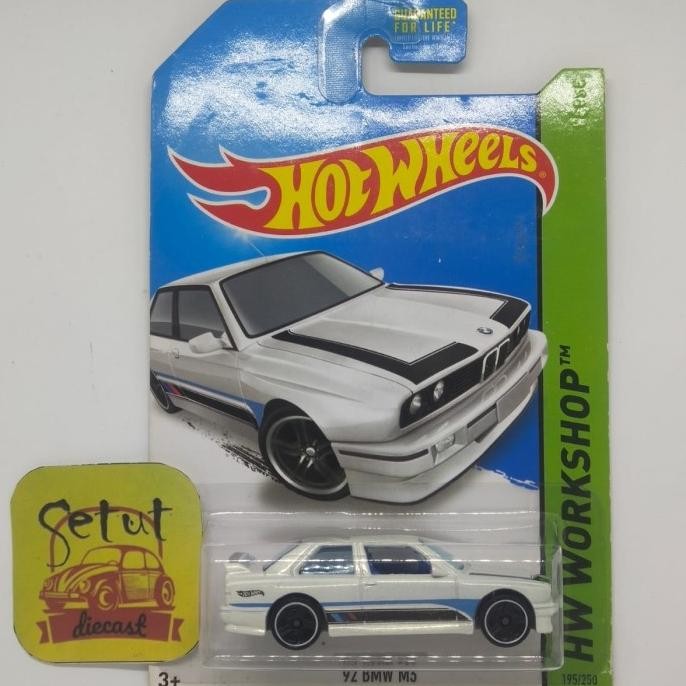 GUARANTEED
FOR LIFE*
HOT WHEELS
HW WORKSHOP™
195/250
Setut
diecast
'92 BMW M3
3+